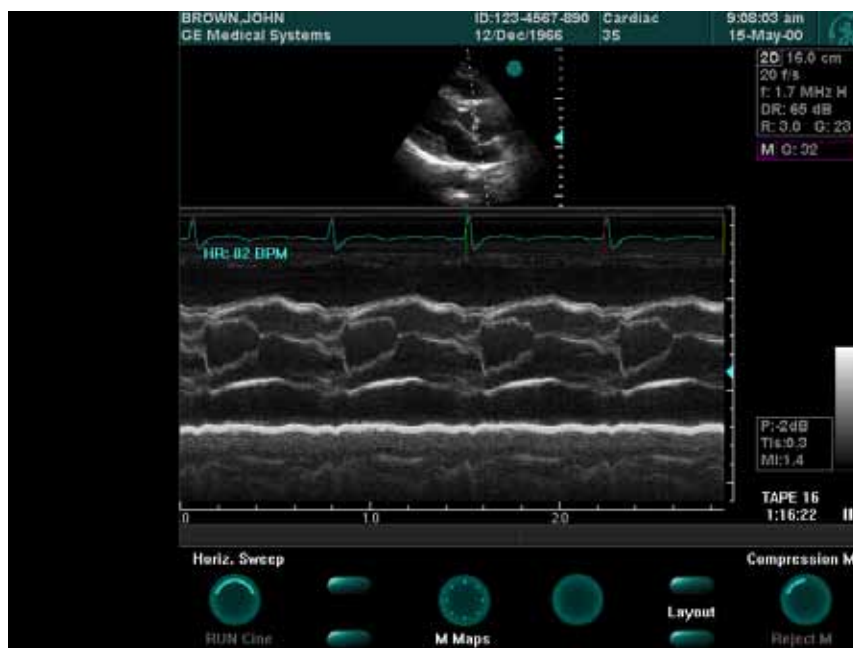 BROWN,JOHN ID:123-4567-890 Cardiac 9:08:03 am
GE Medical Systems 12/Dec/1966 3S 15-May-00
2D 16.0 cm
20 f/s
f: 1.7 MHz H
DR: 65 dB
R: 3.0 G: 23
M G: 32
HR: 82 BPM
P:-2dB
TIs:0.3
MI:1.4
TAPE 16
1:16:22
.0 1.0 2.0
Horiz. Sweep Compression M
Layout
RUN Cine M Maps Reject M